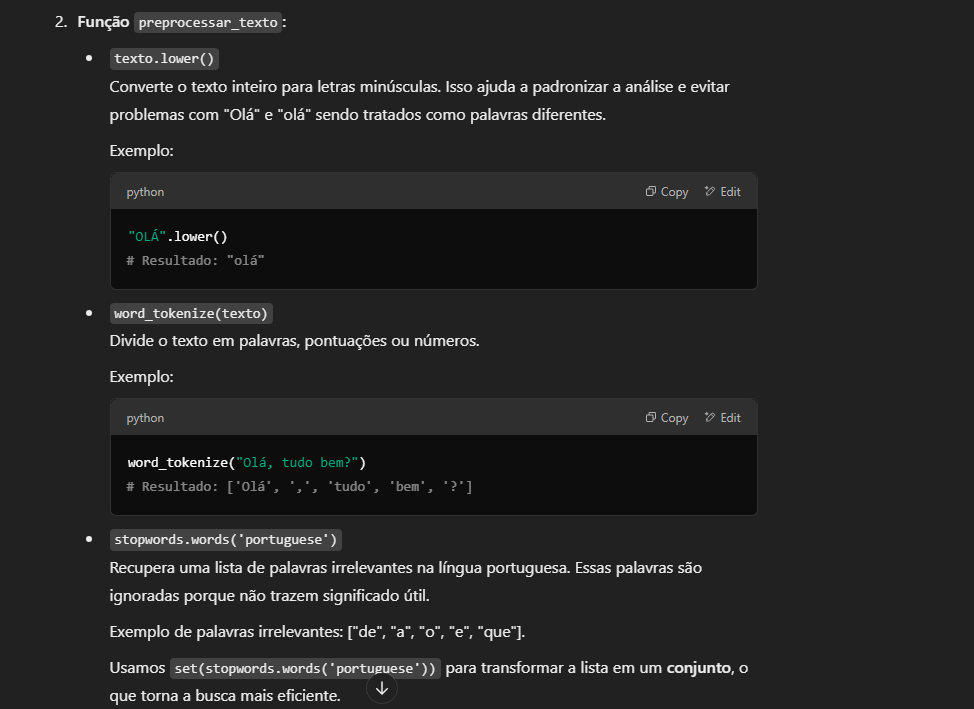 2. Função preprocessar_texto:
• texto.lower()
Converte o texto inteiro para letras minúsculas. Isso ajuda a padronizar a análise e evitar
problemas com "Olá" e "olá" sendo tratados como palavras diferentes.
Exemplo:
python Copy Edit
"OLÁ".lower()
# Resultado: "olá"
• word_tokenize(texto)
Divide o texto em palavras, pontuações ou números.
Exemplo:
python Copy Edit
word_tokenize("Olá, tudo bem?")
# Resultado: ['Olá', ',', 'tudo', 'bem', '?']
• stopwords.words('portuguese')
Recupera uma lista de palavras irrelevantes na língua portuguesa. Essas palavras são
ignoradas porque não trazem significado útil.
Exemplo de palavras irrelevantes: ["de", "a", "o", "e", "que"].
Usamos set(stopwords.words('portuguese')) para transformar a lista em um conjunto, o
que torna a busca mais eficiente.